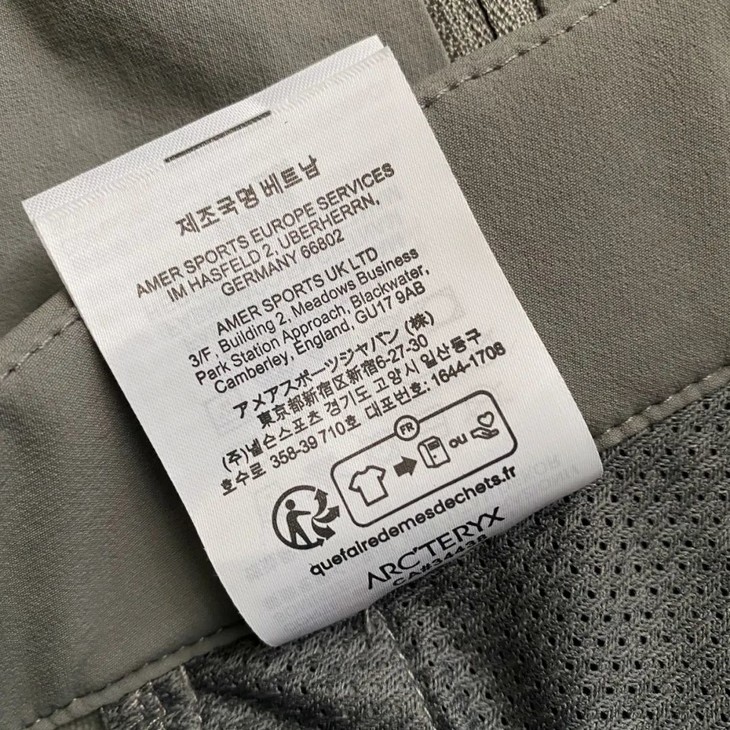 제조국명 베트남
AMER SPORTS EUROPE SERVICES
IM HASFELD 2, UBERHERRN,
GERMANY 66802
AMER SPORTS UK LTD
3/F, Building 2, Meadows Business
Park Station Approach, Blackwater,
Camberley, England, GU17 9AB
アメアスポーツジャパン (株)
東京都新宿区新宿6-27-30
(주)넬슨스포츠 경기도 고양시 일산동구
호수로 358-39 710호 대표번호: 1644-1708
FR
ou
quefairedemesdechets.fr
ARC'TERYX
CA#34438